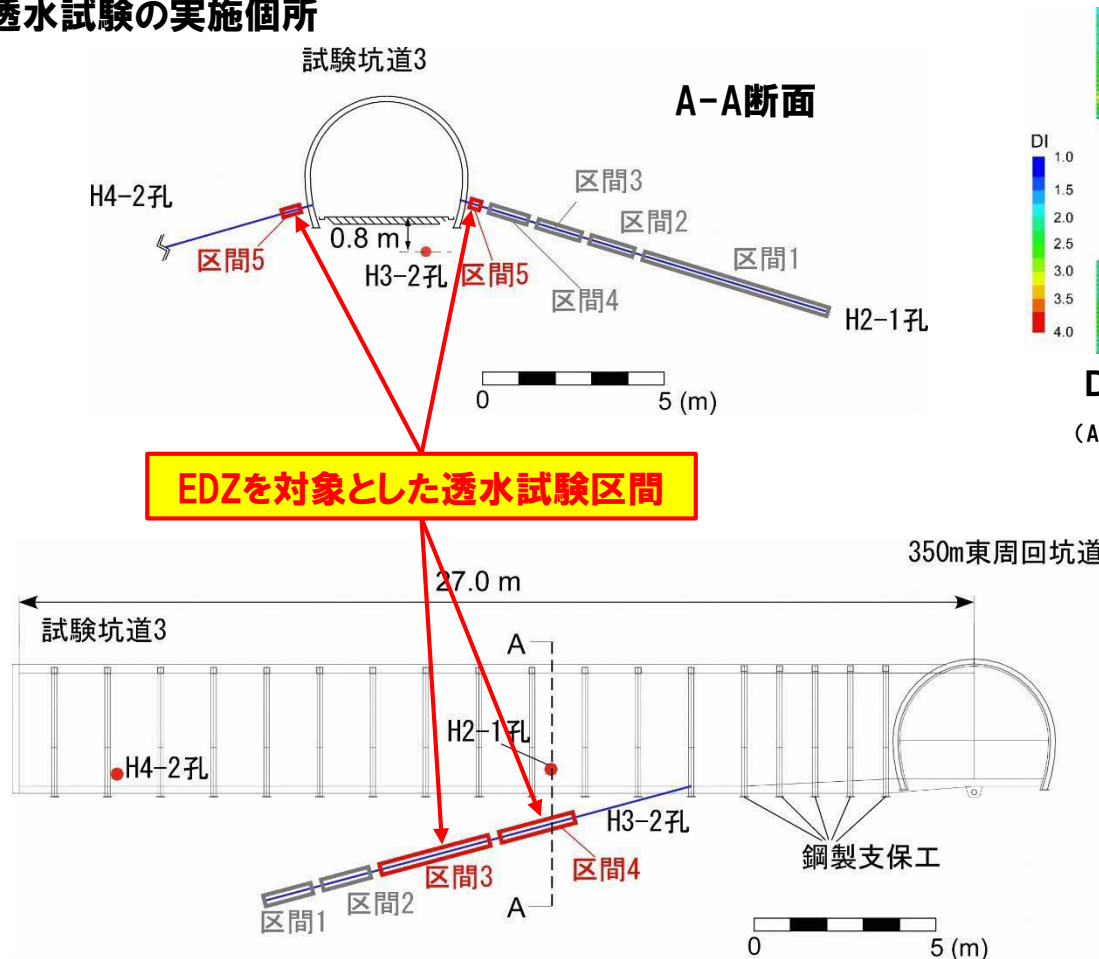 透水試験の実施個所
試験坑道3
A-A断面
DI
1.0
1.5
2.0
2.5
3.0
3.5
4.0
H4-2孔
区間5
0.8 m
H3-2孔
区間5
区間3
区間2
区間4
区間1
H2-1孔
0
5 (m)
D
(A
EDZを対象とした透水試験区間
350m東周回坑道
27.0 m
試験坑道3
A
H2-1孔
H4-2孔
H3-2孔
鋼製支保工
区間4
区間3
区間2
区間1
A
0
5 (m)